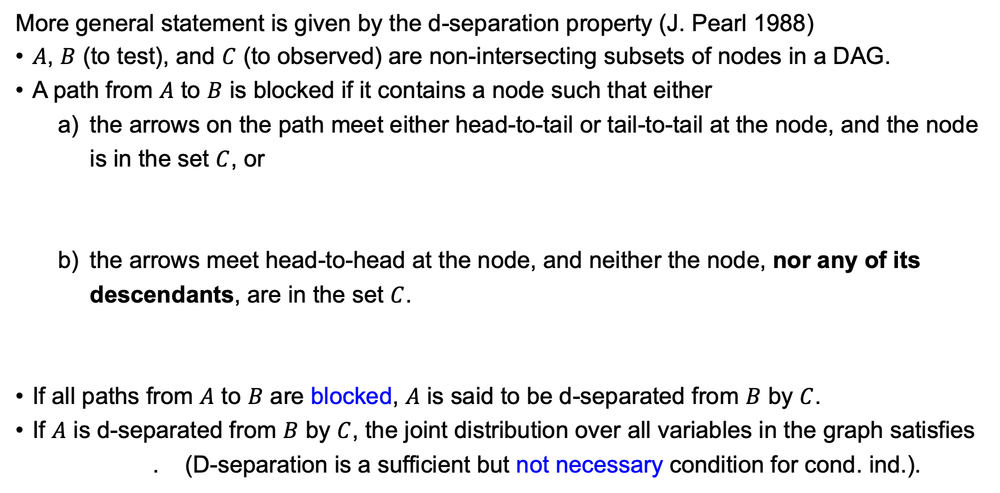 More general statement is given by the d-separation property (J. Pearl 1988)
• A, B (to test), and C (to observed) are non-intersecting subsets of nodes in a DAG.
• A path from A to B is blocked if it contains a node such that either
a) the arrows on the path meet either head-to-tail or tail-to-tail at the node, and the node
is in the set C, or
b) the arrows meet head-to-head at the node, and neither the node, nor any of its
descendants, are in the set C.
• If all paths from A to B are blocked, A is said to be d-separated from B by C.
• If A is d-separated from B by C, the joint distribution over all variables in the graph satisfies
. (D-separation is a sufficient but not necessary condition for cond. ind.).